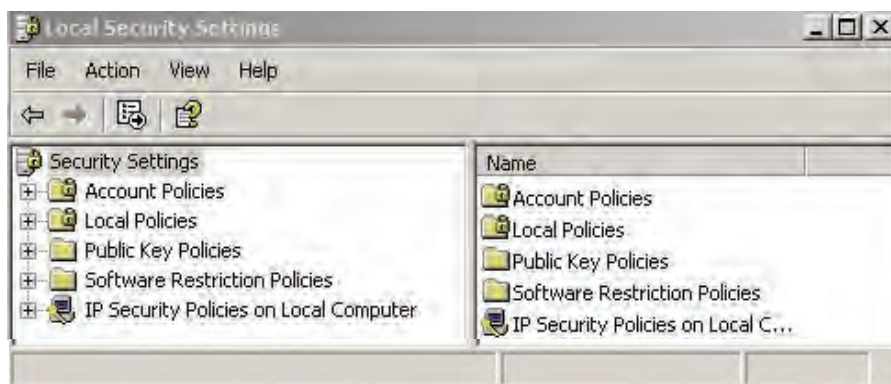 Local Security Settings
File Action View Help
Security Settings
Account Policies
Local Policies
Public Key Policies
Software Restriction Policies
IP Security Policies on Local Computer
Name
Account Policies
Local Policies
Public Key Policies
Software Restriction Policies
IP Security Policies on Local C...